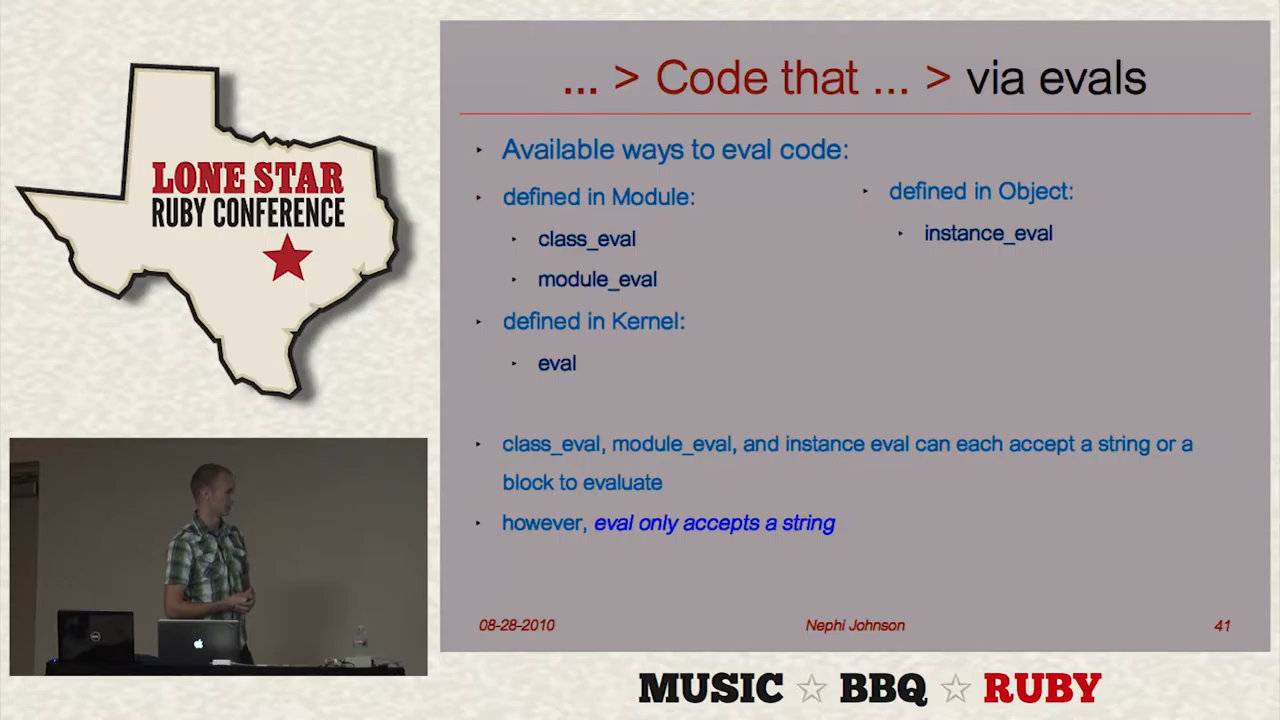 LONE STAR
RUBY CONFERENCE
... > Code that ... > via evals
Available ways to eval code:
defined in Module:
class_eval
module_eval
defined in Kernel:
eval
defined in Object:
instance_eval
class_eval, module_eval, and instance eval can each accept a string or a
block to evaluate
however, eval only accepts a string
08-28-2010
Nephi Johnson
41
MUSIC ☆ BBQ ☆ RUBY